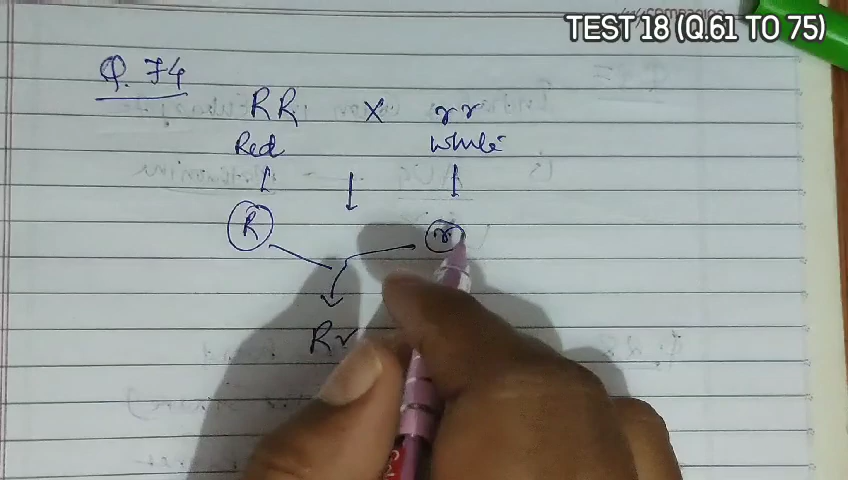 TEST 18 (Q.61 TO 75)
Q. 74
RR X rr
Red White
R r
Rr